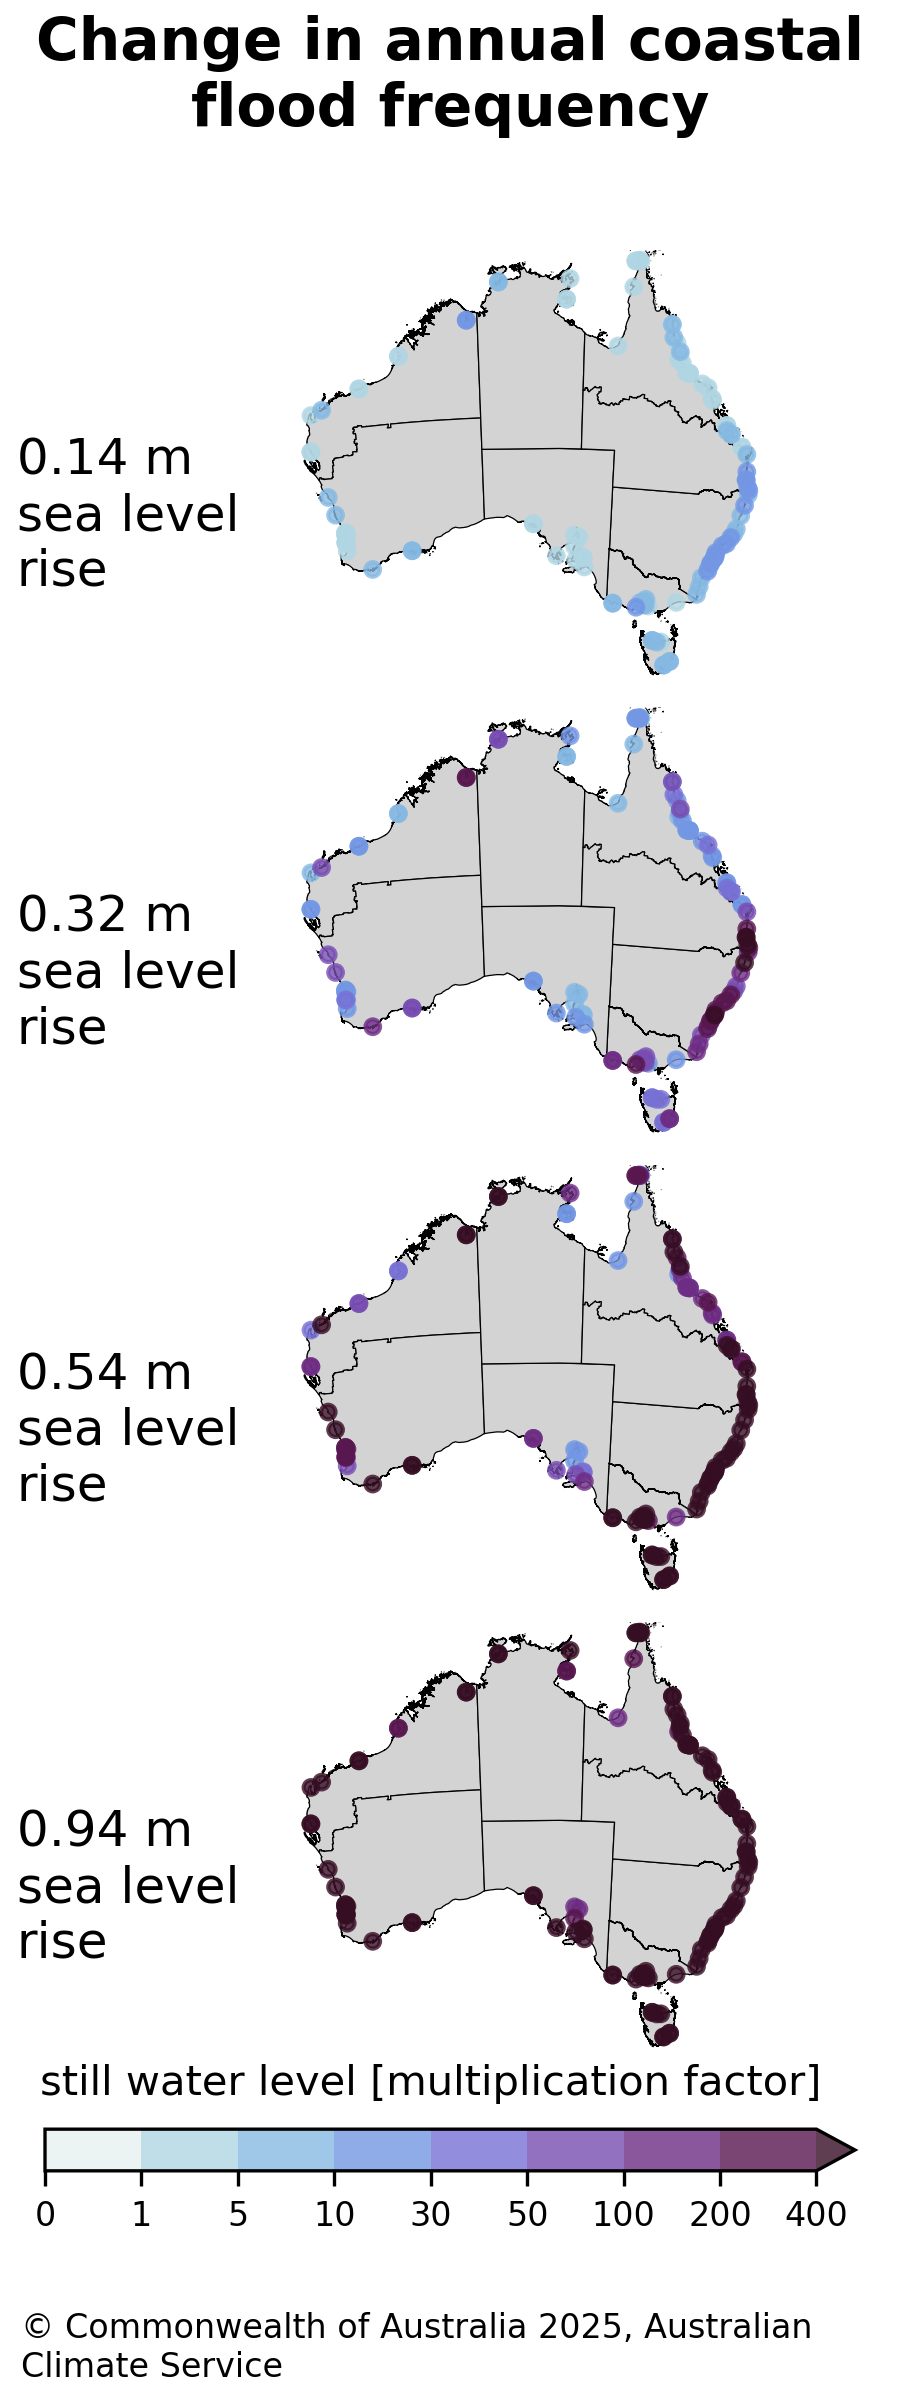 Change in annual coastal
flood frequency
0.14 m
sea level
rise
0.32 m
sea level
rise
0.54 m
sea level
rise
0.94 m
sea level
rise
still water level [multiplication factor]
0 1 5 10 30 50 100 200 400
© Commonwealth of Australia 2025, Australian
Climate Service